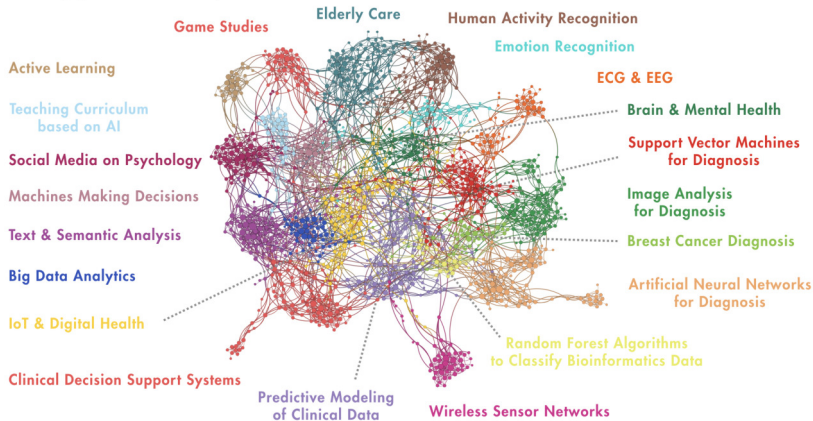 Elderly Care
Human Activity Recognition
Game Studies
Emotion Recognition
Active Learning
ECG & EEG
Teaching Curriculum
based on AI
Brain & Mental Health
Social Media on Psychology
Support Vector Machines
for Diagnosis
Machines Making Decisions
Image Analysis
for Diagnosis
Text & Semantic Analysis
Breast Cancer Diagnosis
Big Data Analytics
Artificial Neural Networks
for Diagnosis
IoT & Digital Health
Random Forest Algorithms
to Classify Bioinformatics Data
Clinical Decision Support Systems
Predictive Modeling
of Clinical Data
Wireless Sensor Networks